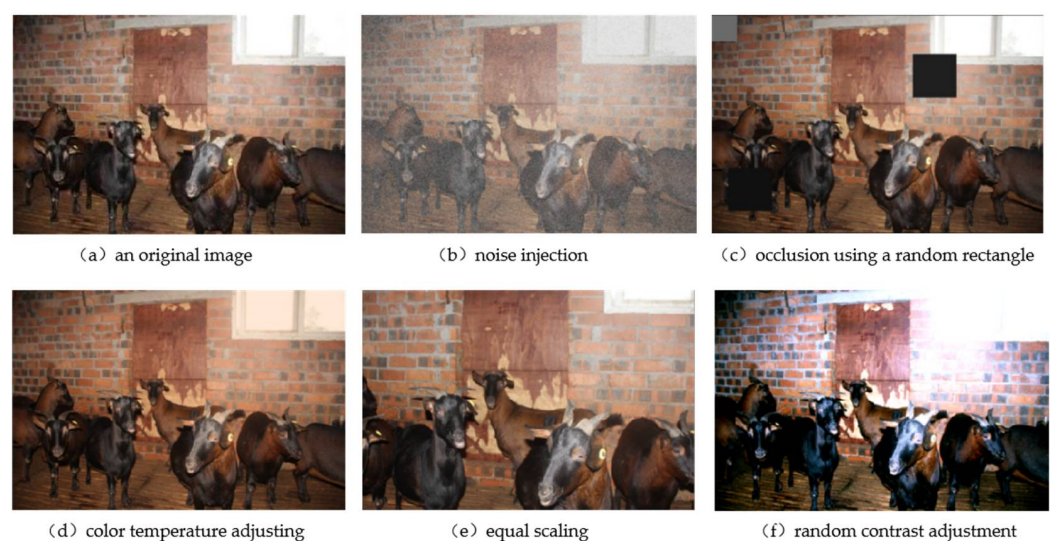 （a）an original image
（b）noise injection
（c）occlusion using a random rectangle
（d）color temperature adjusting
（e）equal scaling
（f）random contrast adjustment